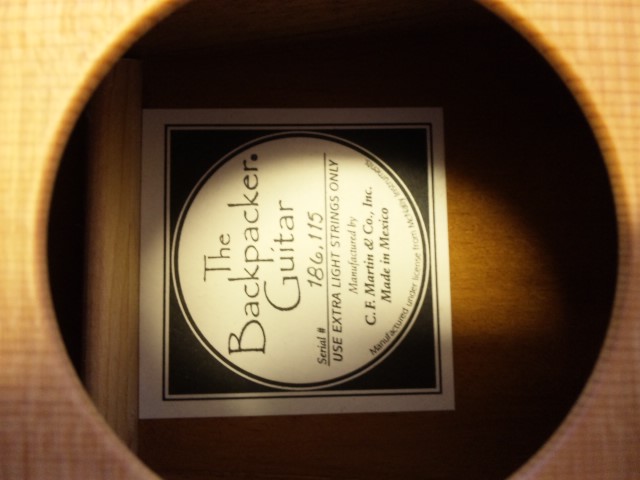 The
Backpacker®
Guitar
Serial # 186,115
USE EXTRA LIGHT STRINGS ONLY
Manufactured by
C. F. Martin & Co., Inc.
Made in Mexico
Manufactured under license from McNally